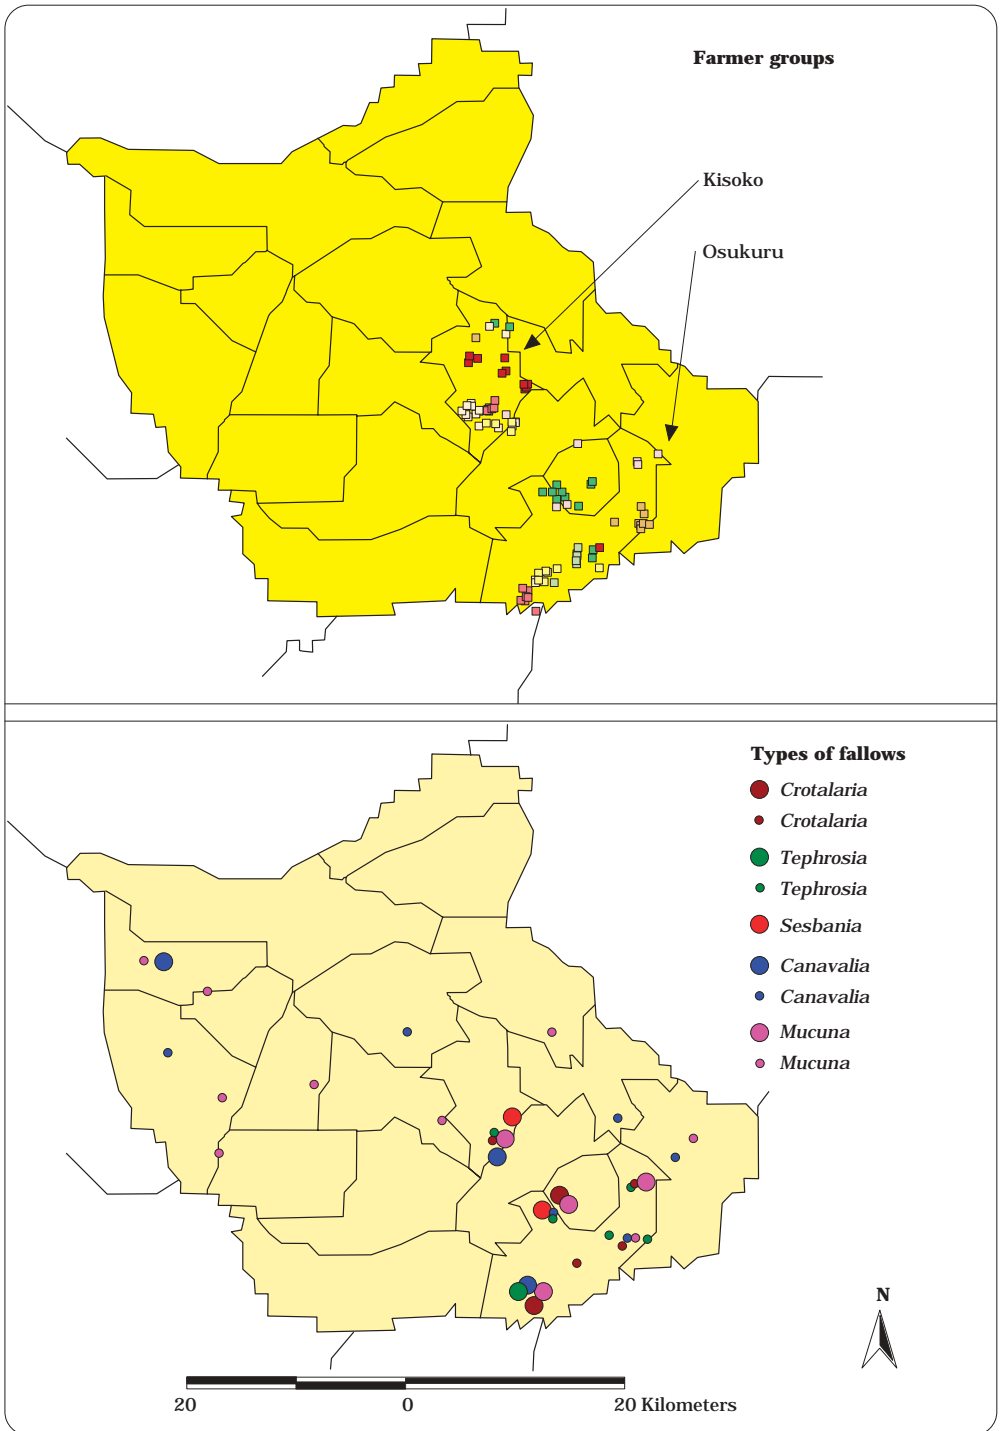 Farmer groups
Kisoko
Osukuru
Types of fallows
Crotalaria
Crotalaria
Tephrosia
Tephrosia
Sesbania
Canavalia
Canavalia
Mucuna
Mucuna
N
20 0 20 Kilometers